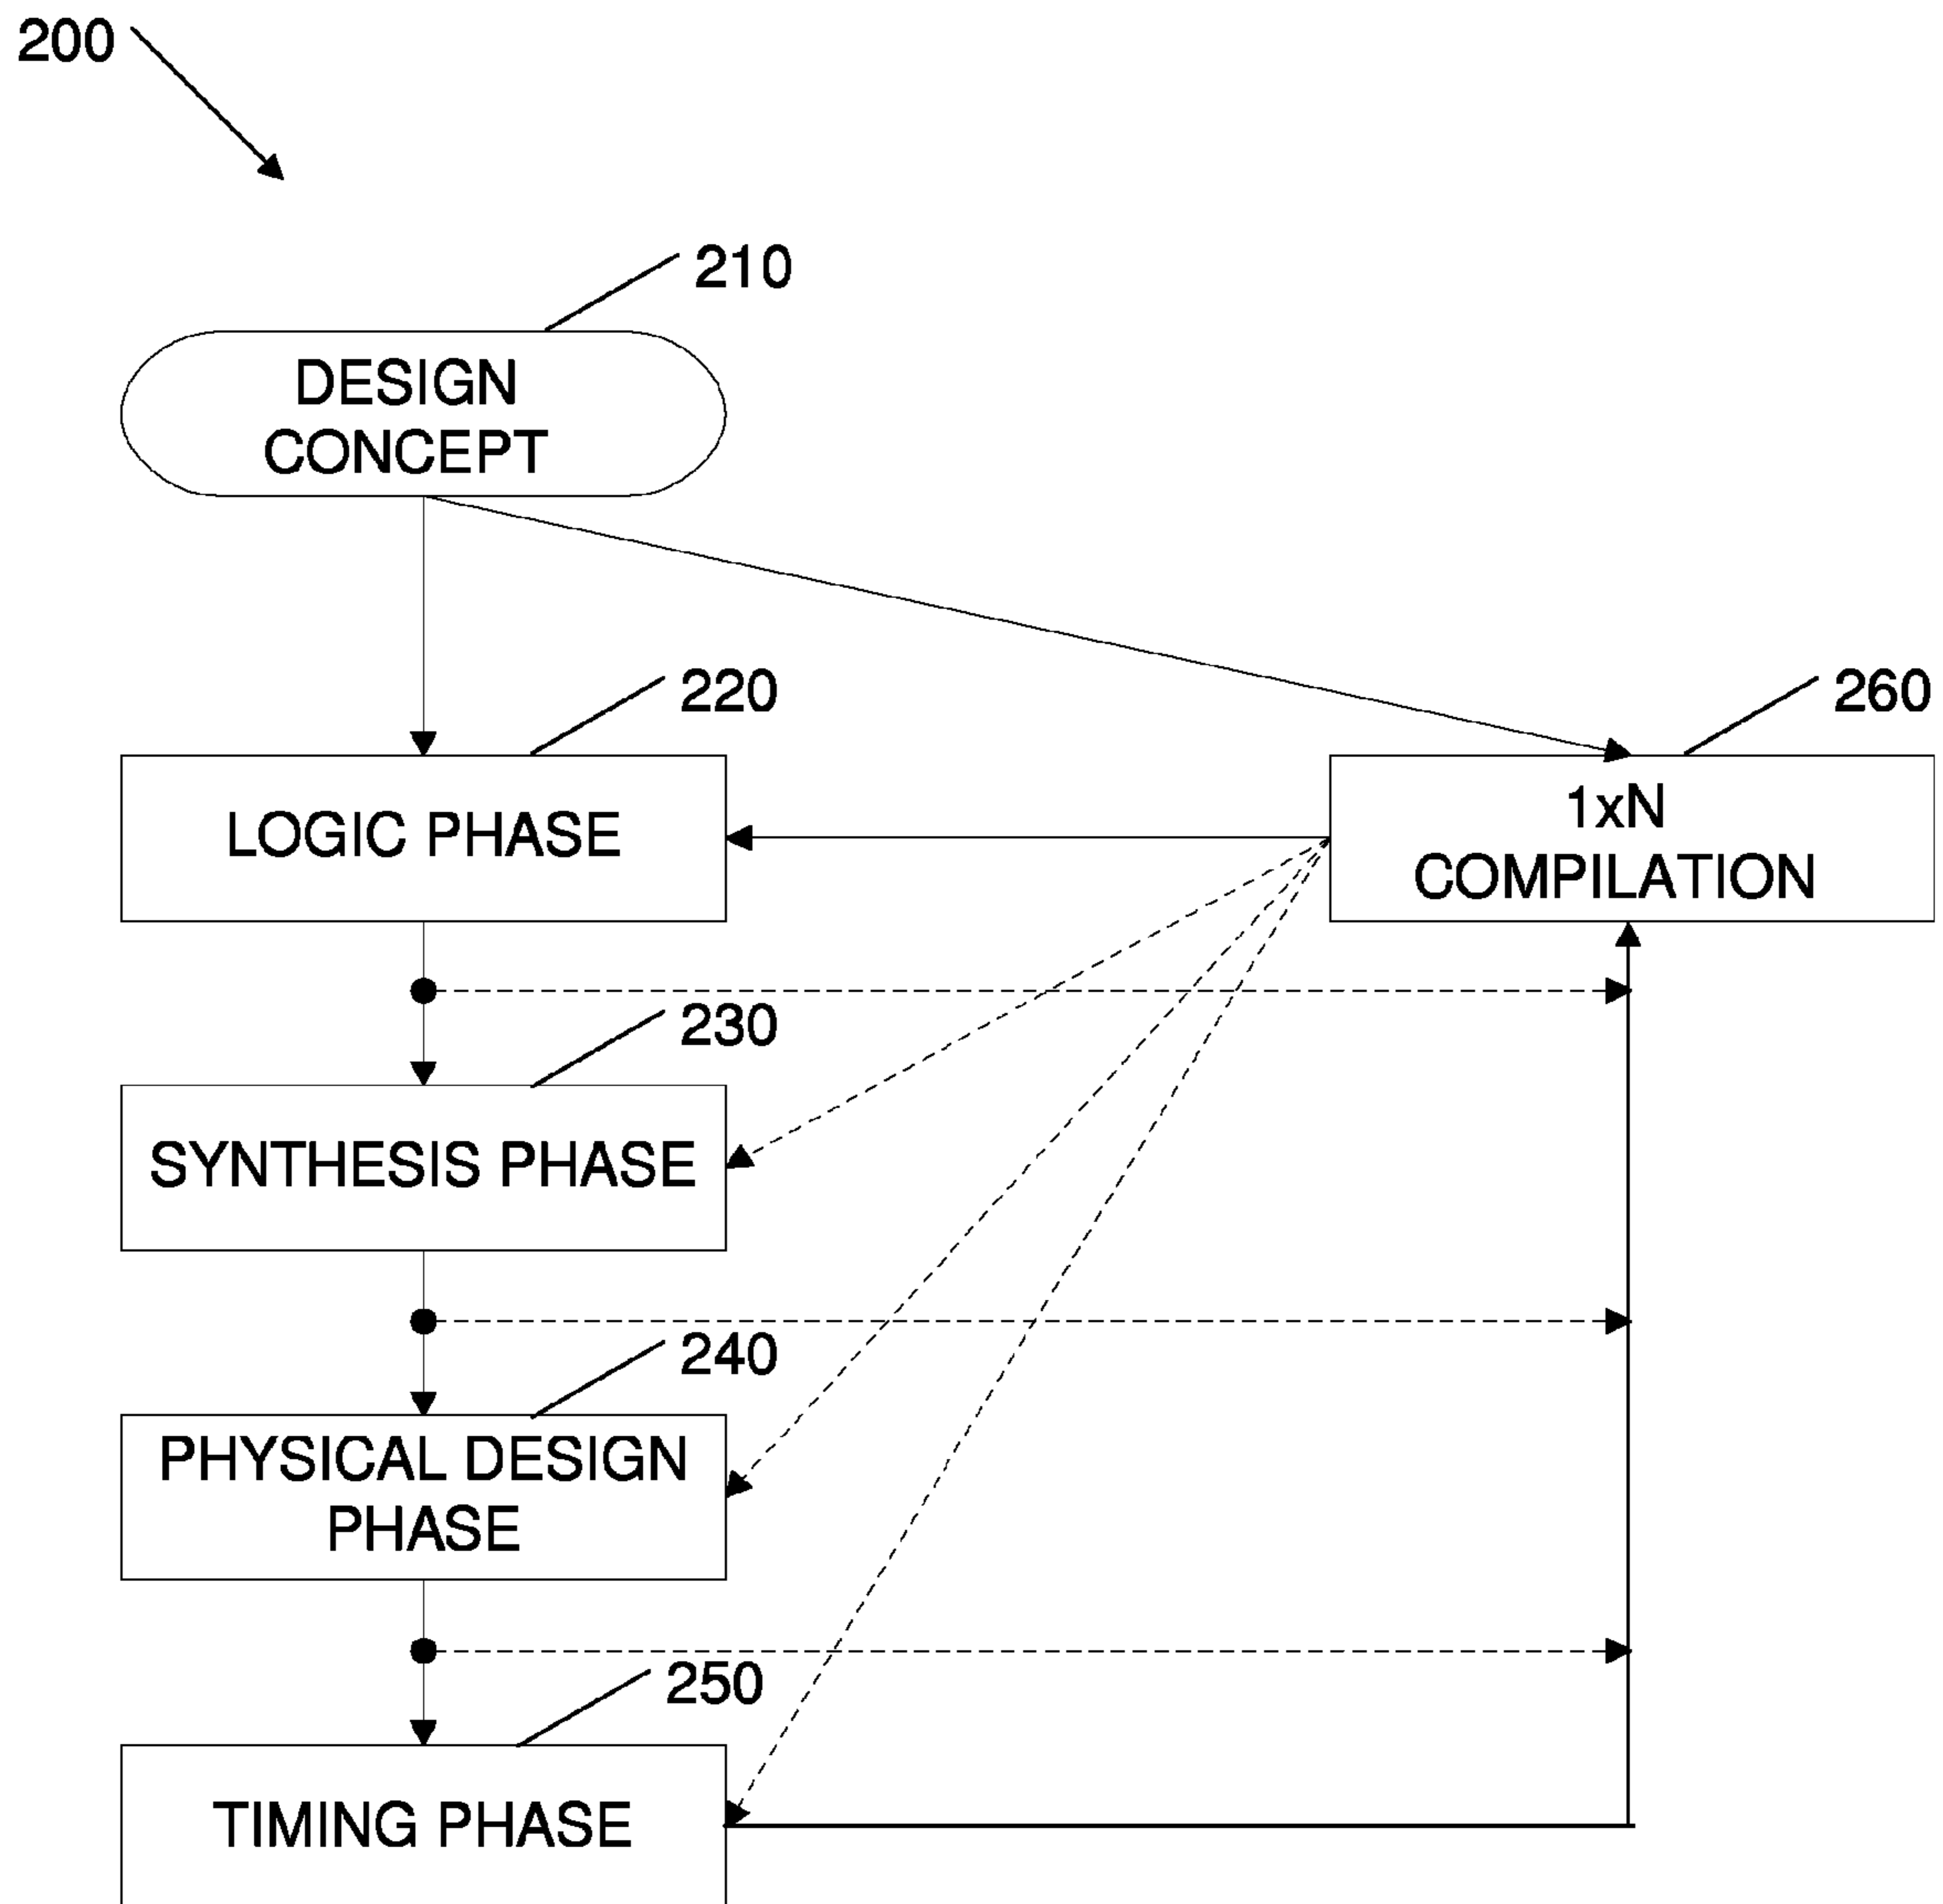 200
210
DESIGN
CONCEPT
220
260
LOGIC PHASE
1xN
COMPILATION
230
SYNTHESIS PHASE
240
PHYSICAL DESIGN
PHASE
250
TIMING PHASE